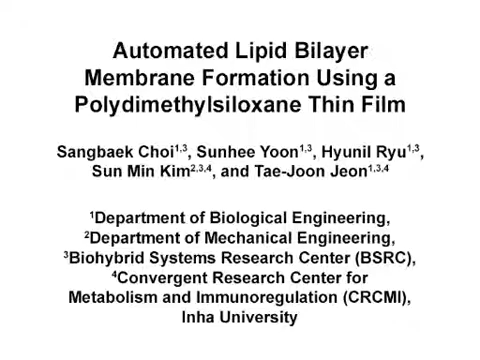 Automated Lipid Bilayer
Membrane Formation Using a
Polydimethylsiloxane Thin Film
Sangbaek Choi¹,³, Sunhee Yoon¹,³, Hyunil Ryu¹,³,
Sun Min Kim²,³,⁴, and Tae-Joon Jeon¹,³,⁴
¹Department of Biological Engineering,
²Department of Mechanical Engineering,
³Biohybrid Systems Research Center (BSRC),
⁴Convergent Research Center for
Metabolism and Immunoregulation (CRCMI),
Inha University